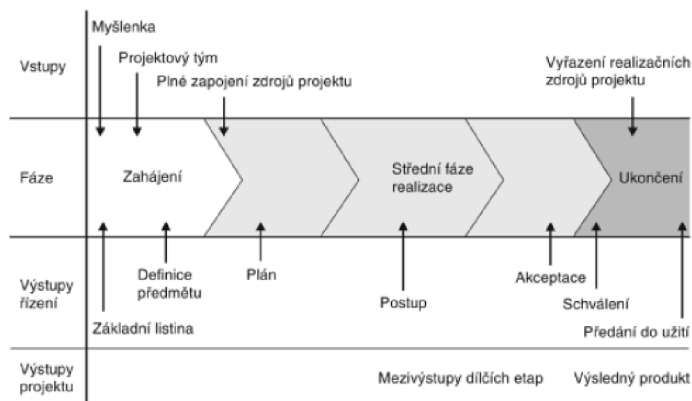 Myšlenka
Vstupy
Projektový tým
Plné zapojení zdrojů projektu
Vyřazení realizačních
zdrojů projektu
Fáze
Zahájení
Střední fáze
realizace
Ukončení
Výstupy
řízení
Základní listina
Definice
předmětu
Plán
Postup
Akceptace
Schválení
Předání do užití
Výstupy
projektu
Mezivýstupy dílčích etap
Výsledný produkt